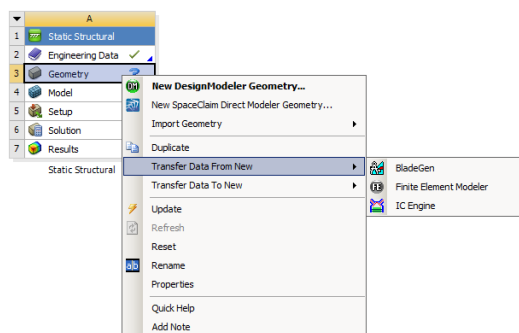 A
1 Static Structural
2 Engineering Data
3 Geometry
4 Model
5 Setup
6 Solution
7 Results
Static Structural
New DesignModeler Geometry...
New SpaceClaim Direct Modeler Geometry...
Import Geometry
Duplicate
Transfer Data From New
Transfer Data To New
Update
Refresh
Reset
a|b Rename
Properties
Quick Help
Add Note
BladeGen
Finite Element Modeler
IC Engine